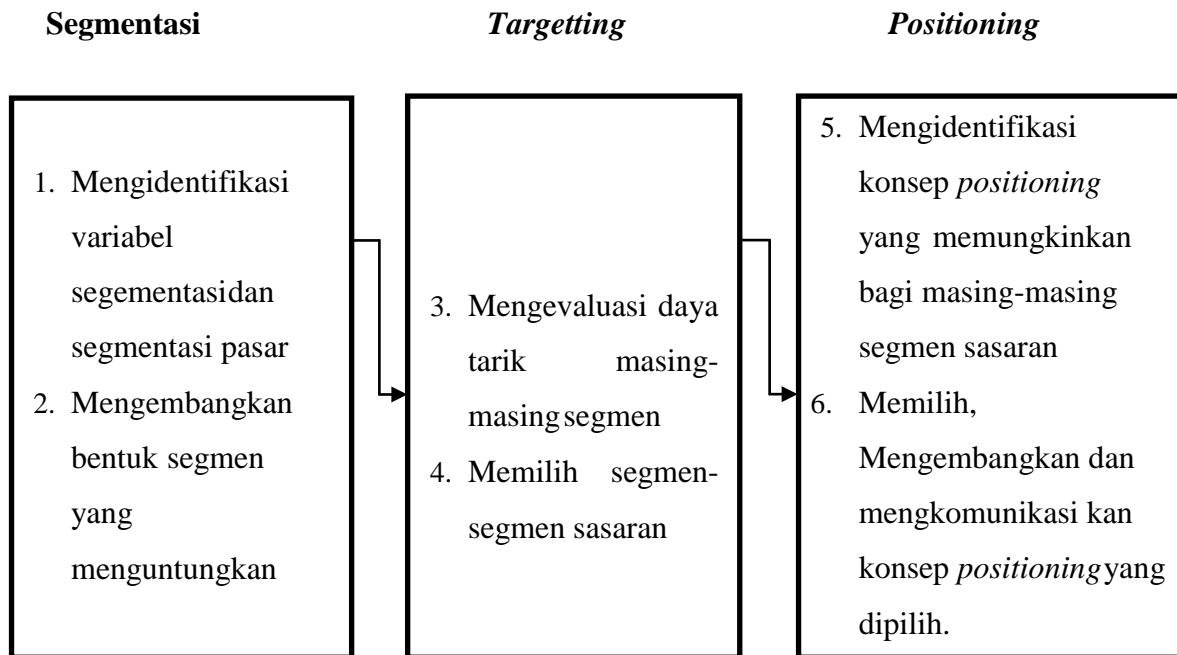 Segmentasi
Targetting
Positioning
1. Mengidentifikasi
variabel
segementasidan
segmentasi pasar
2. Mengembangkan
bentuk segmen
yang
menguntungkan
3. Mengevaluasi daya
tarik masing-
masing segmen
4. Memilih segmen-
segmen sasaran
5. Mengidentifikasi
konsep positioning
yang memungkinkan
bagi masing-masing
segmen sasaran
6. Memilih,
Mengembangkan dan
mengkomunikasi kan
konsep positioning yang
dipilih.